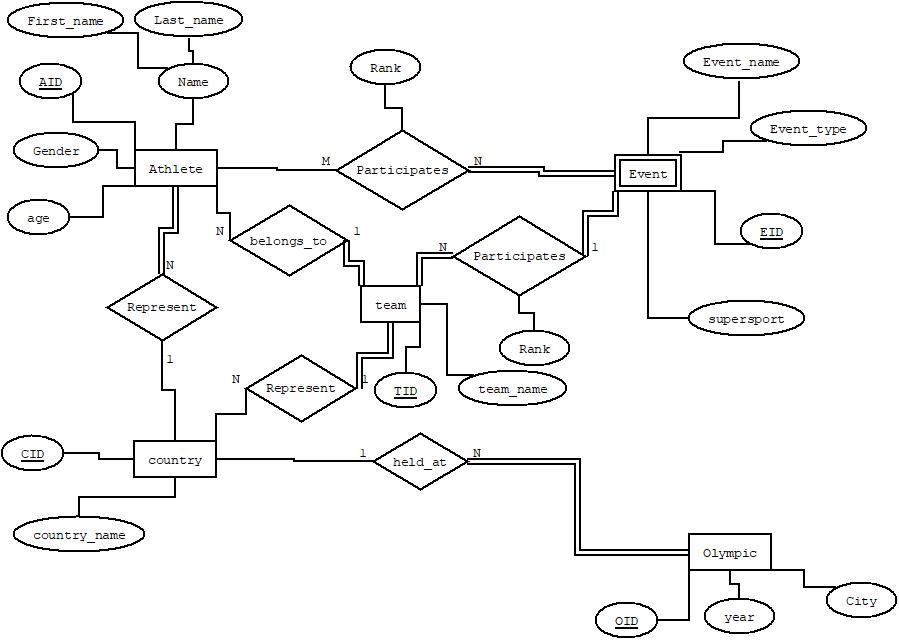 First_name
Last_name
Name
AID
Rank
Event_name
Gender
Event_type
Athlete
M
Participates
N
Event
age
N
belongs_to
1
N
Participates
1
EID
N
Represent
team
supersport
1
Rank
N
Represent
1
TID
team_name
CID
country
1
held_at
N
country_name
Olympic
OID
year
City